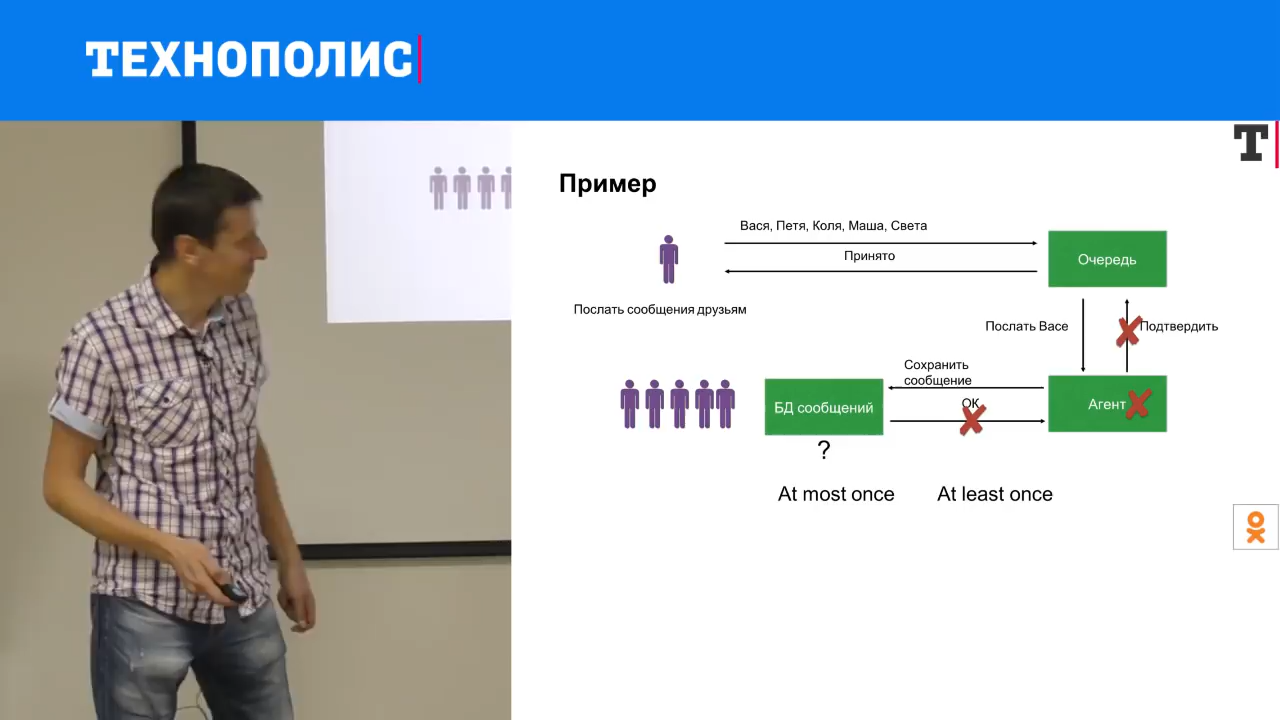 ТЕХНОПОЛИС
T
Пример
Вася, Петя, Коля, Маша, Света
Принято
Очередь
Послать сообщения друзьям
Послать Васе
Подтвердить
Сохранить
сообщение
ОК
БД сообщений
Агент
?
At most once
At least once